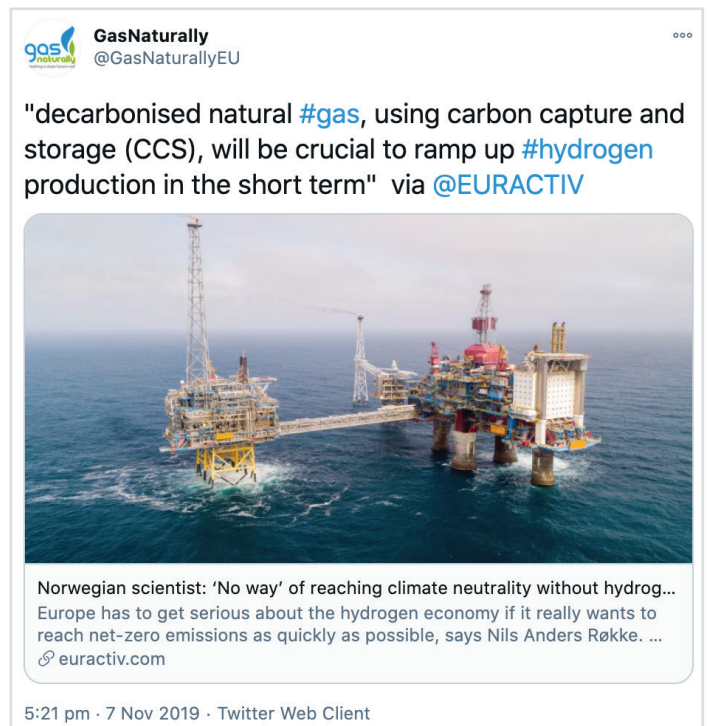 gas
naturally
GasNaturally
@GasNaturallyEU
"decarbonised natural #gas, using carbon capture and
storage (CCS), will be crucial to ramp up #hydrogen
production in the short term"  via @EURACTIV
Norwegian scientist: ‘No way’ of reaching climate neutrality without hydrog...
Europe has to get serious about the hydrogen economy if it really wants to
reach net-zero emissions as quickly as possible, says Nils Anders Røkke. ...
euractiv.com
5:21 pm · 7 Nov 2019 · Twitter Web Client